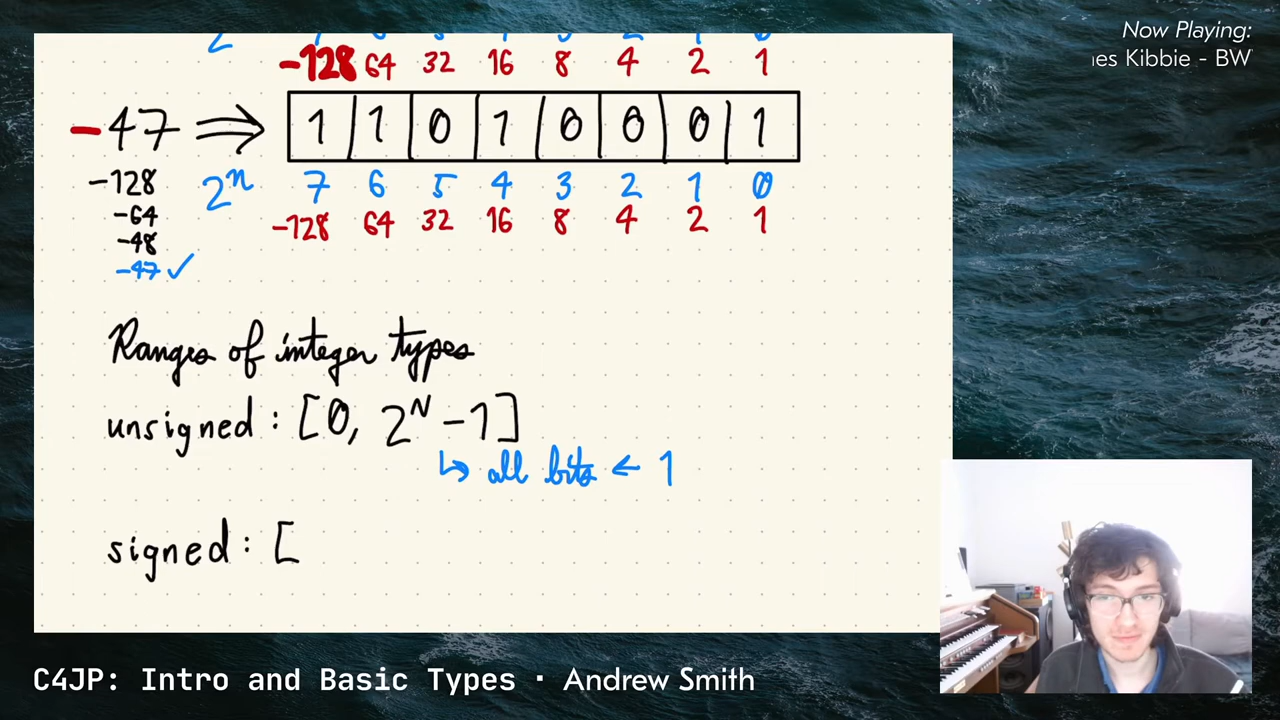 Now Playing:
nes Kibbie - BW
2
-128 64 32 16 8 4 2 1
-47 ⇒ 1 1 0 1 0 0 0 1
-128 2ⁿ 7 6 5 4 3 2 1 0
-64 -128 64 32 16 8 4 2 1
-48
-47 ✓
Ranges of integer types
unsigned: [0, 2ᴺ-1]
↳ all bits ← 1
signed: [
C4JP: Intro and Basic Types · Andrew Smith